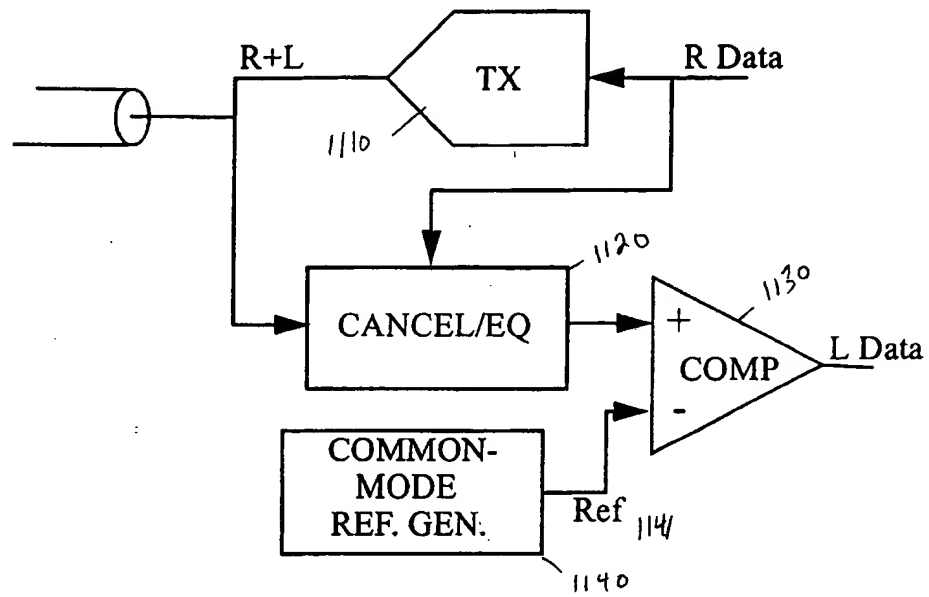 R+L
TX
R Data
1110
1120
CANCEL/EQ
1130
+
COMP
-
L Data
COMMON-
MODE
REF. GEN.
Ref 1141
1140